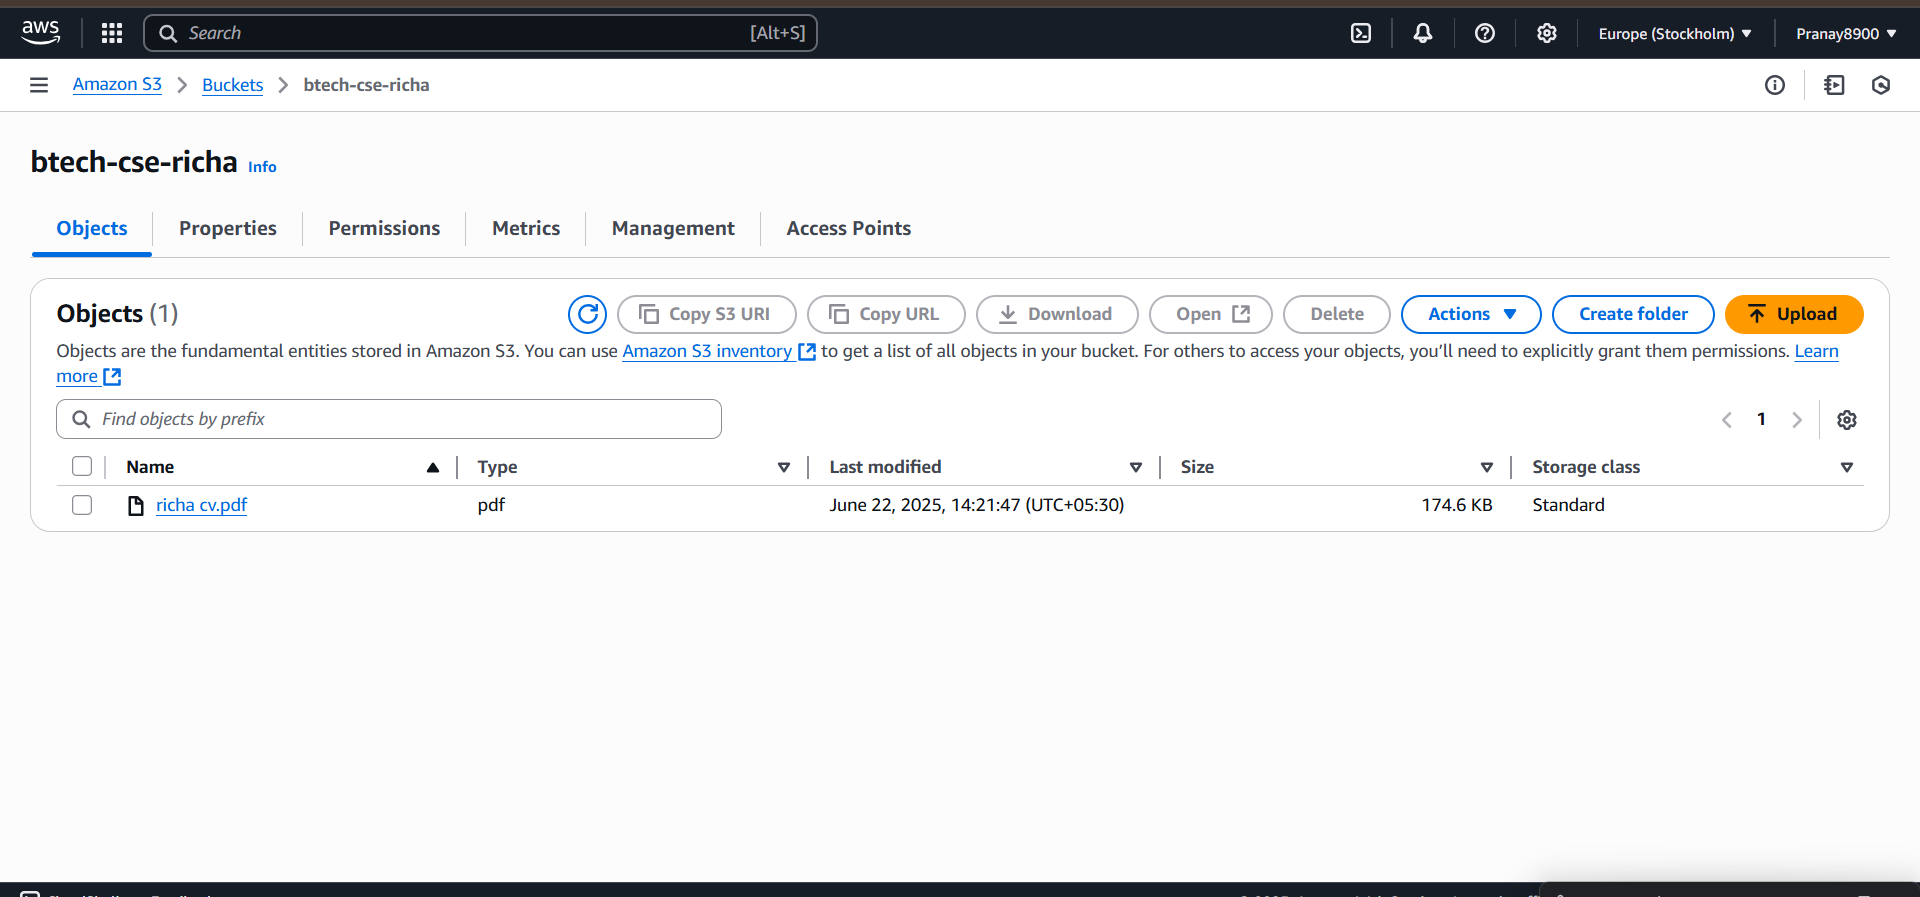 aws Search [Alt+S] Europe (Stockholm) Pranay8900
Amazon S3 Buckets btech-cse-richa
btech-cse-richa Info
Objects Properties Permissions Metrics Management Access Points
Objects (1) Copy S3 URI Copy URL Download Open Delete Actions Create folder Upload
Objects are the fundamental entities stored in Amazon S3. You can use Amazon S3 inventory to get a list of all objects in your bucket. For others to access your objects, you'll need to explicitly grant them permissions. Learn
more
Find objects by prefix 1
Name Type Last modified Size Storage class
richa cv.pdf pdf June 22, 2025, 14:21:47 (UTC+05:30) 174.6 KB Standard